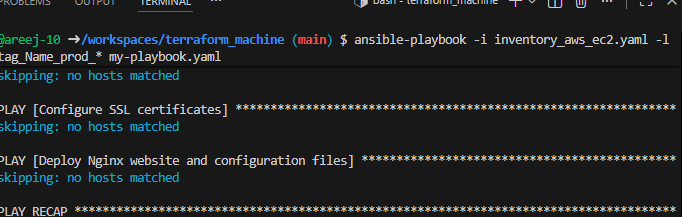 PROBLEMS OUTPUT TERMINAL ... bash - terraform_machine + ... [] ...
@areej-10 ➜ /workspaces/terraform_machine (main) $ ansible-playbook -i inventory_aws_ec2.yaml -l
tag_Name_prod_* my-playbook.yaml
skipping: no hosts matched
PLAY [Configure SSL certificates] **************************************************************
skipping: no hosts matched
PLAY [Deploy Nginx website and configuration files] ********************************************
skipping: no hosts matched
PLAY RECAP *************************************************************************************